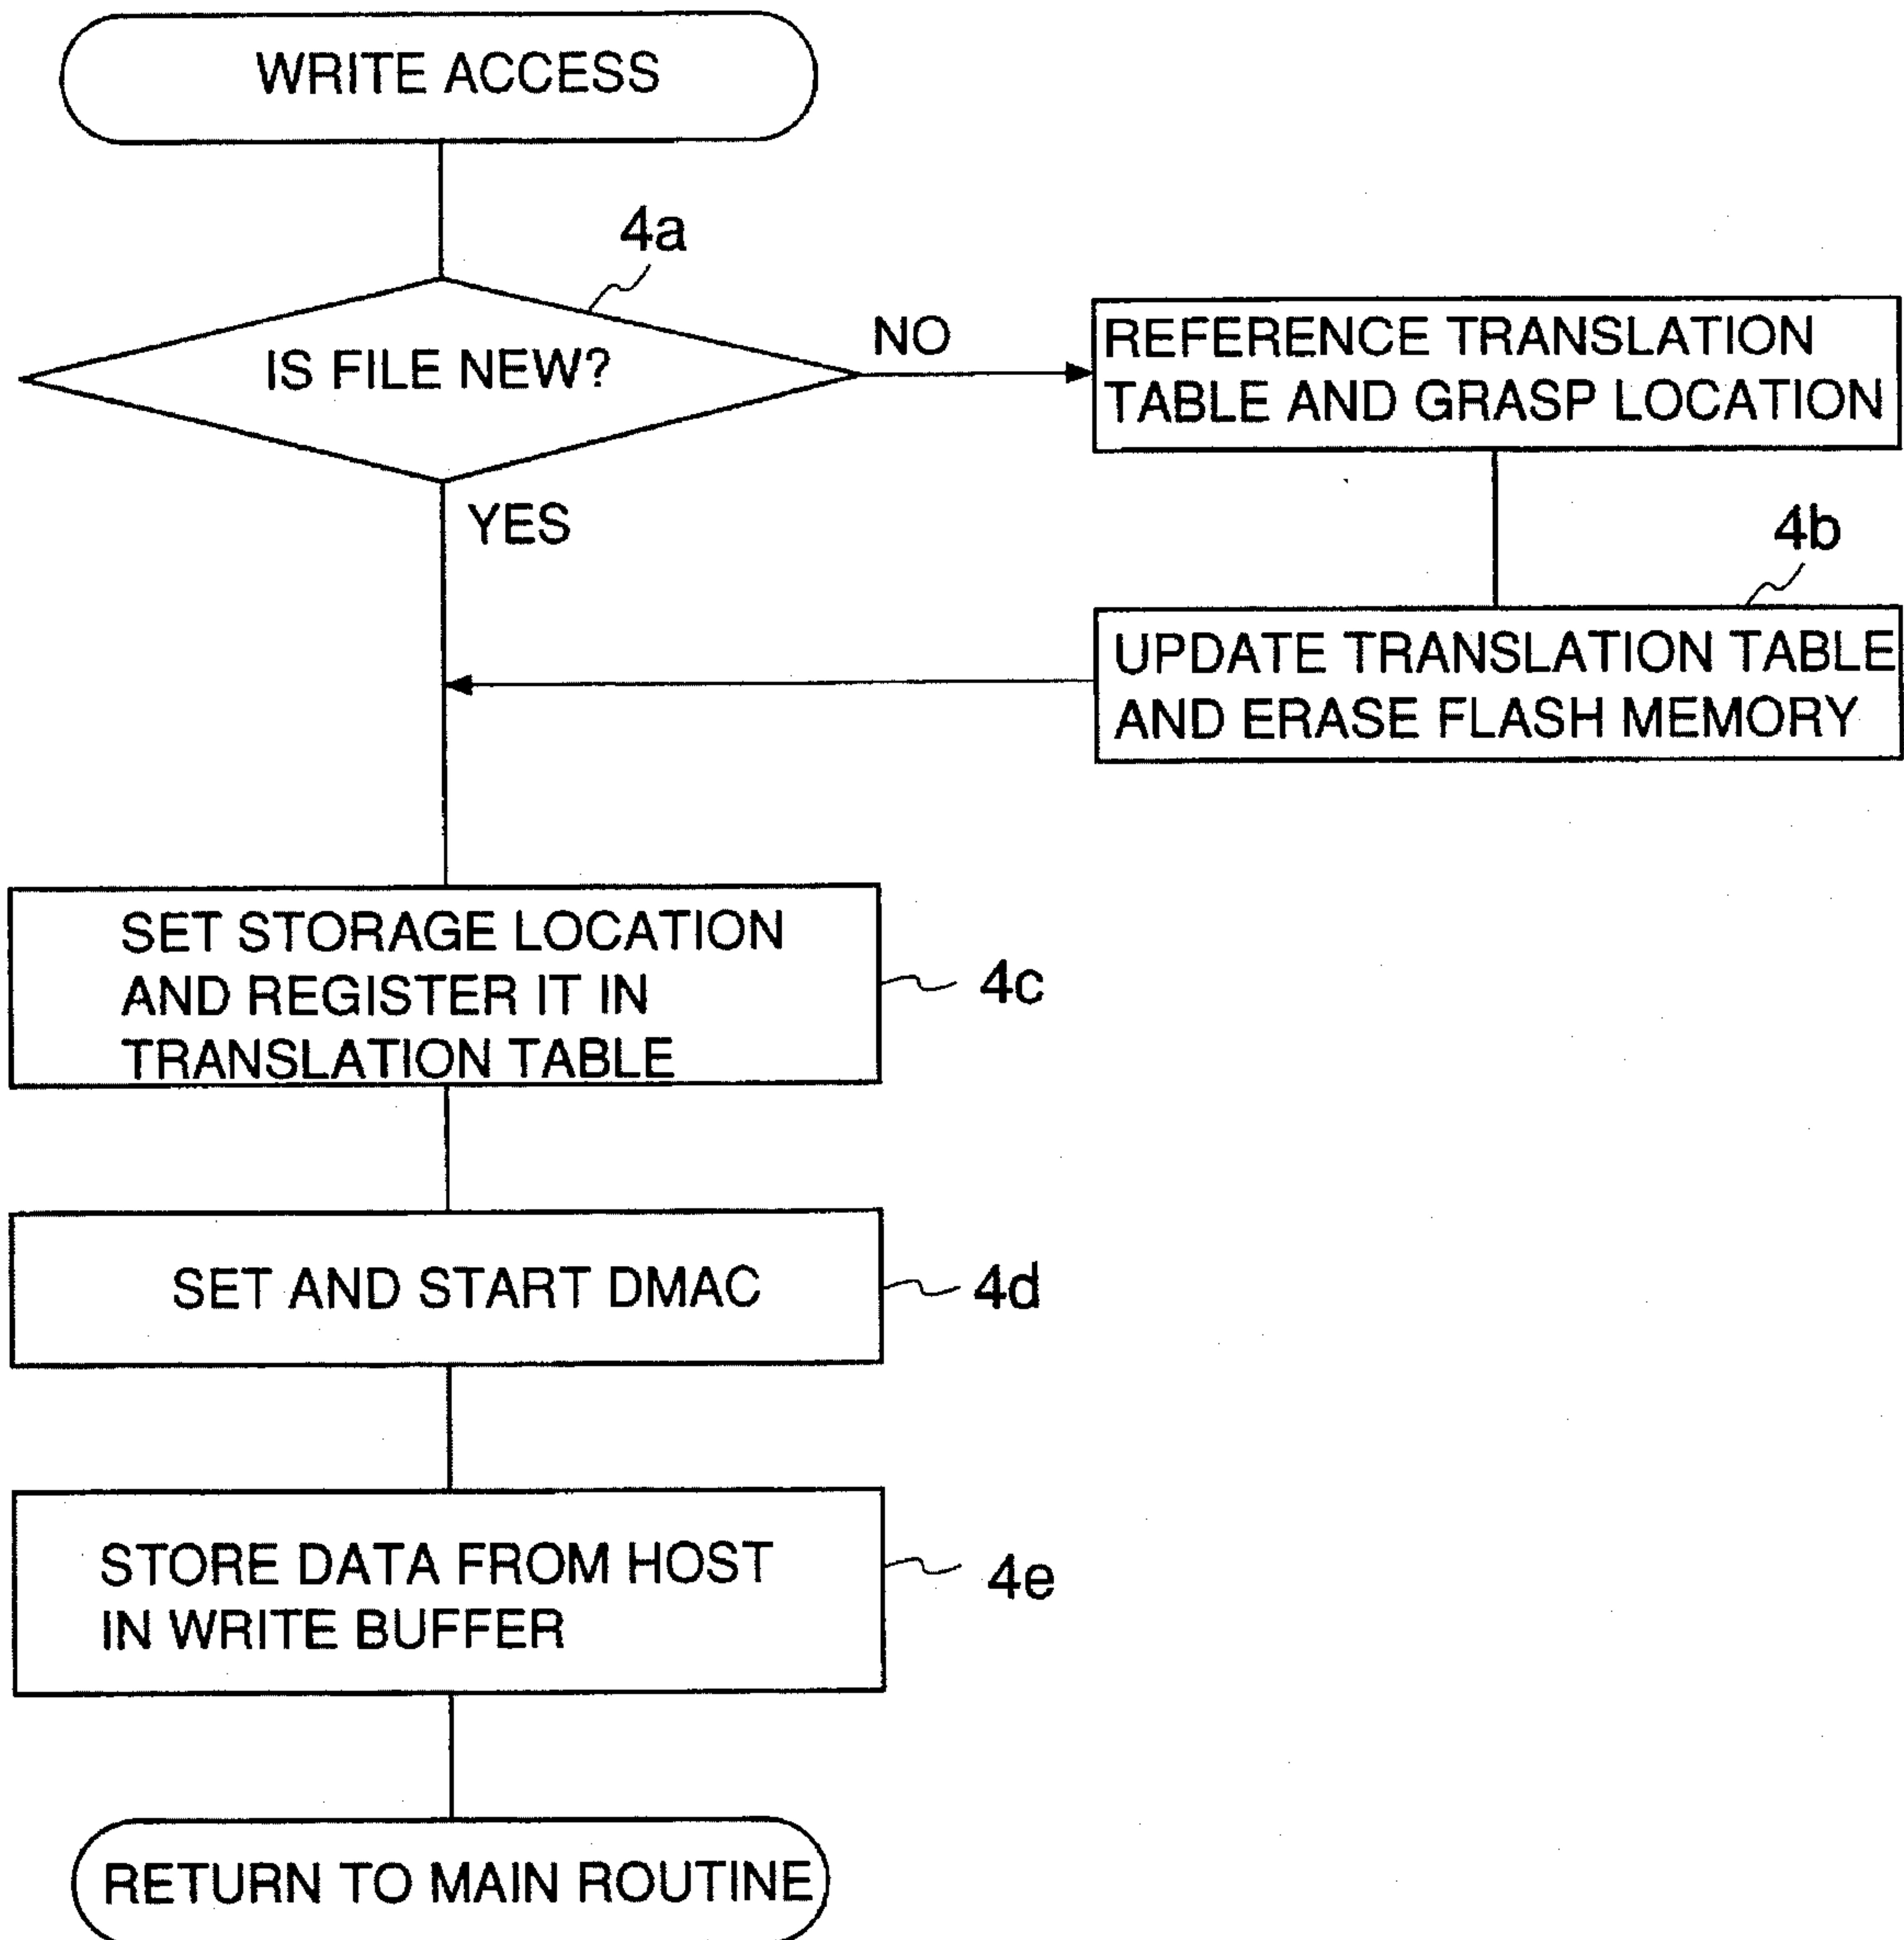 WRITE ACCESS
4a
IS FILE NEW?
NO
REFERENCE TRANSLATION
TABLE AND GRASP LOCATION
YES
4b
UPDATE TRANSLATION TABLE
AND ERASE FLASH MEMORY
SET STORAGE LOCATION
AND REGISTER IT IN
TRANSLATION TABLE
4c
SET AND START DMAC
4d
STORE DATA FROM HOST
IN WRITE BUFFER
4e
RETURN TO MAIN ROUTINE